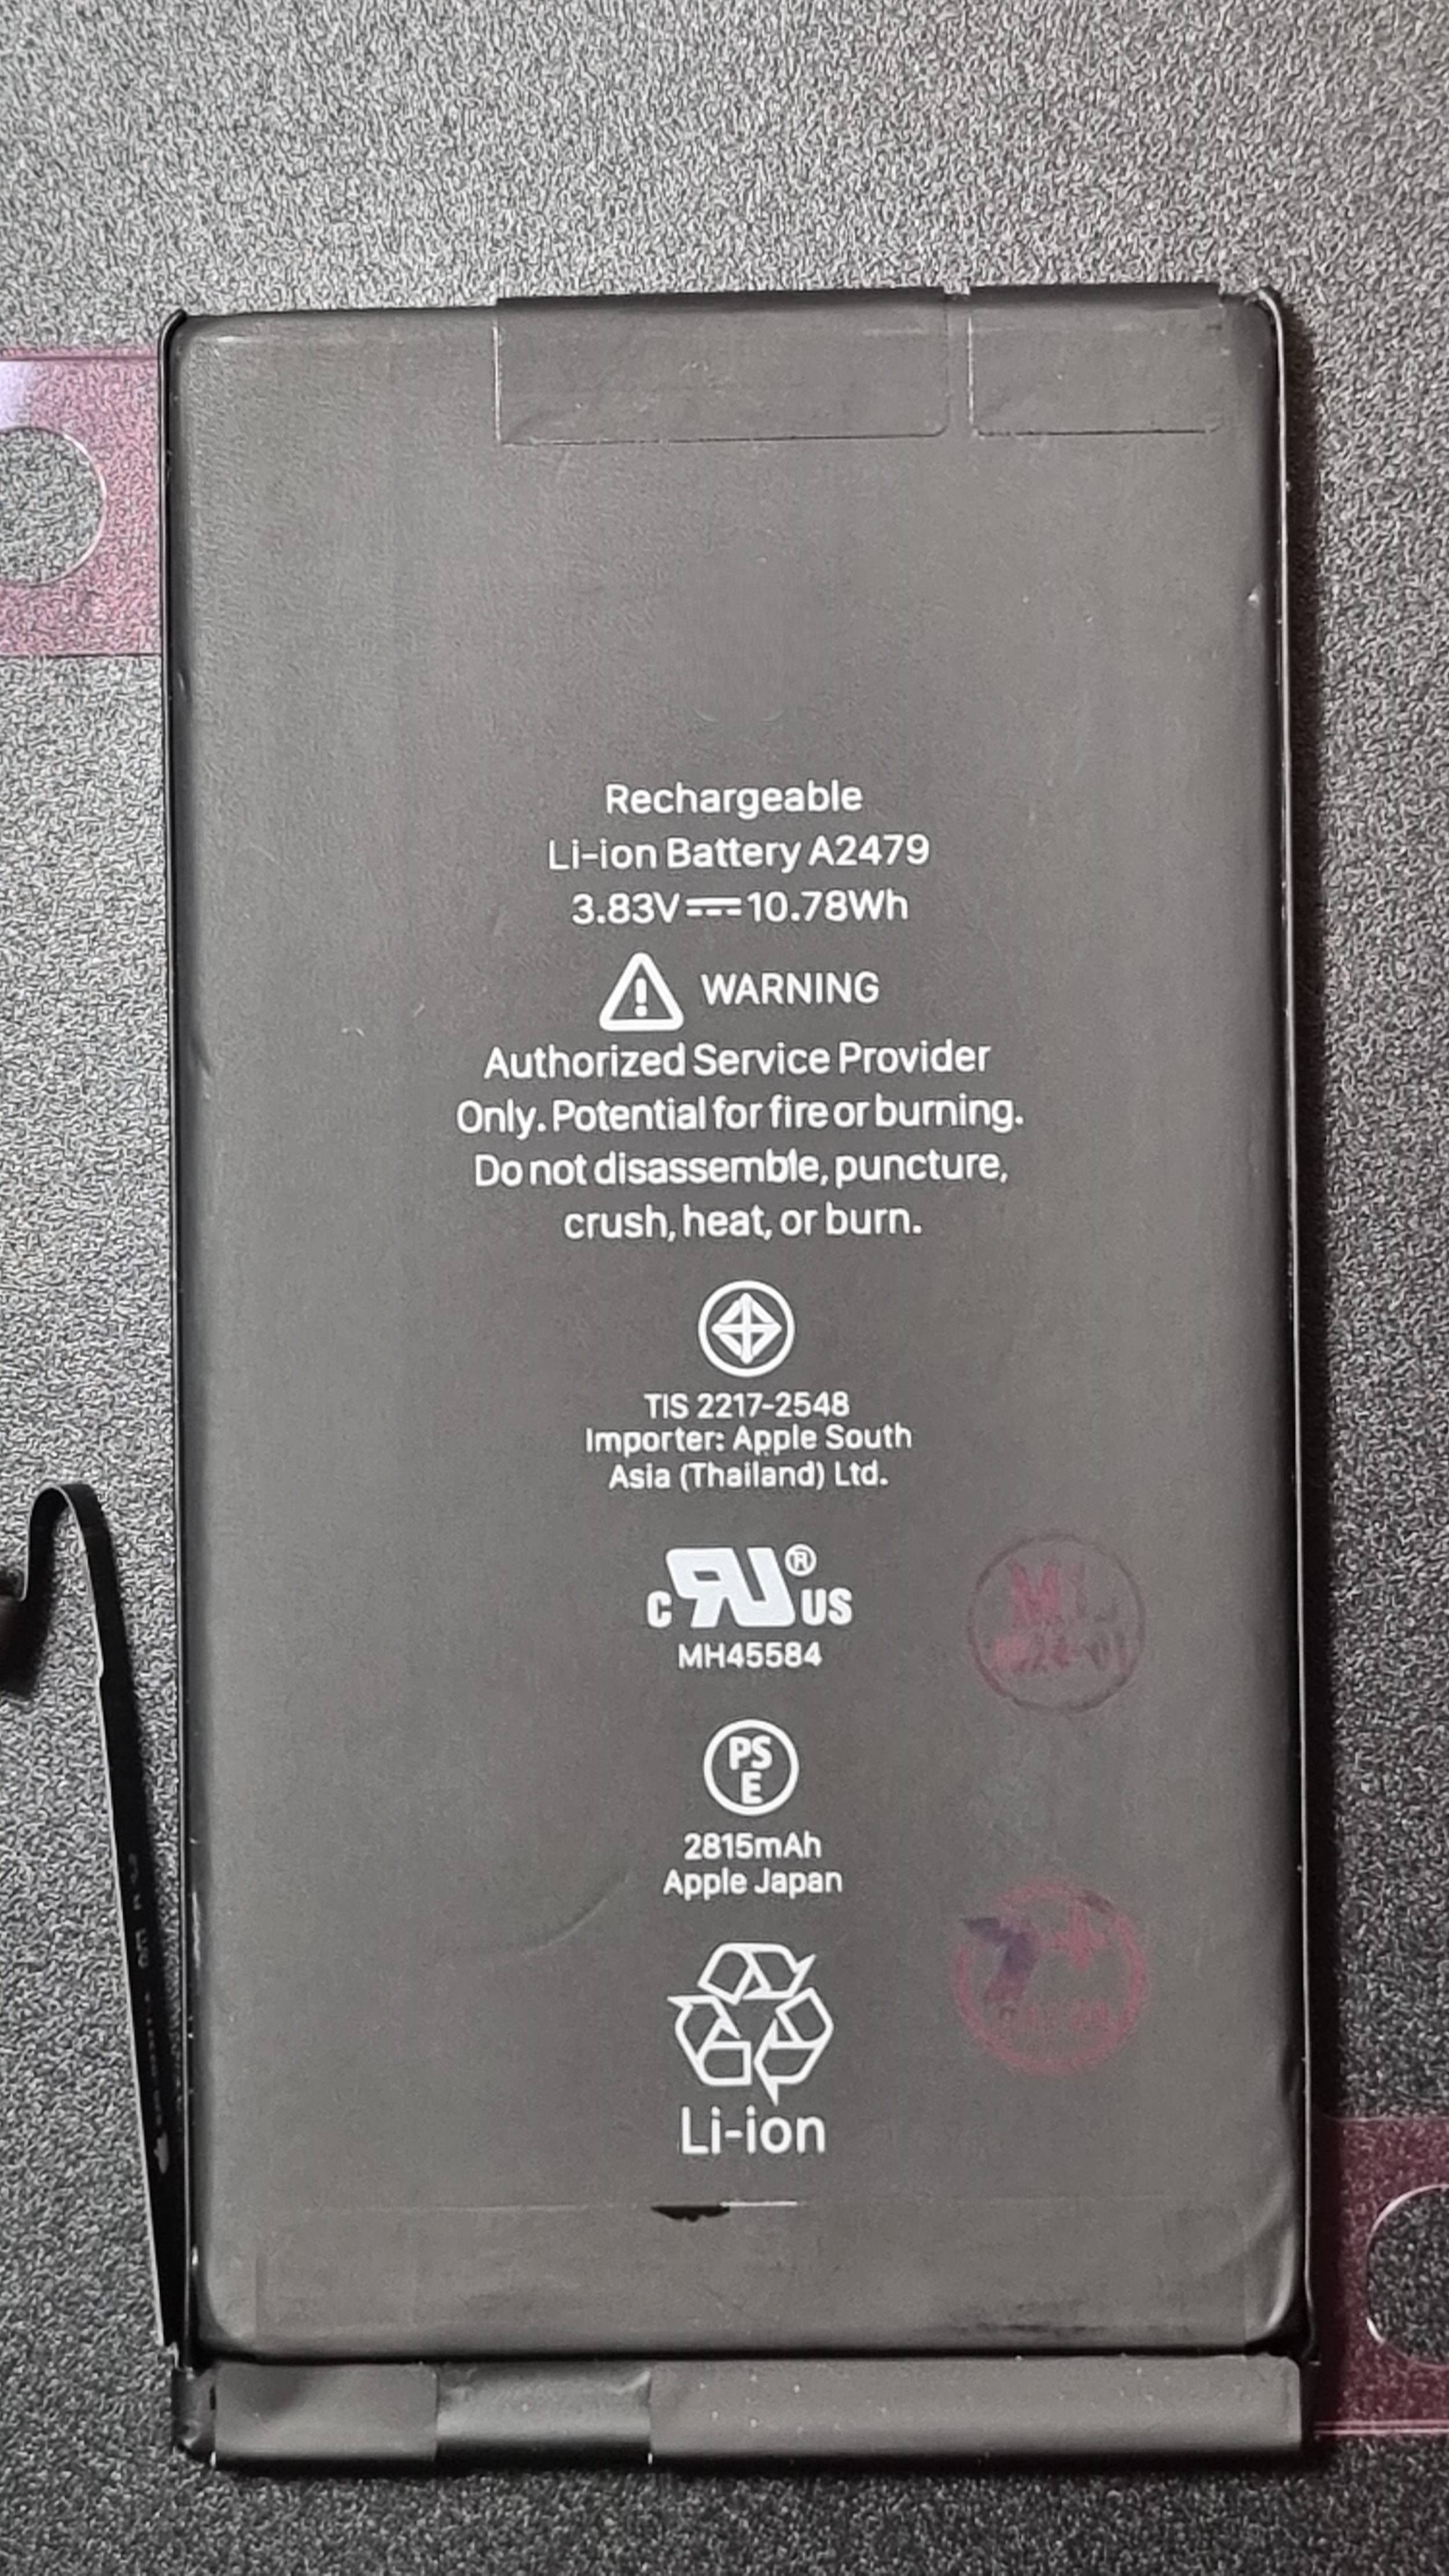 Rechargeable
Li-ion Battery A2479
3.83V⎓10.78Wh
WARNING
Authorized Service Provider
Only. Potential for fire or burning.
Do not disassemble, puncture,
crush, heat, or burn.
TIS 2217-2548
Importer: Apple South
Asia (Thailand) Ltd.
c RU® US
MH45584
PS
E
2815mAh
Apple Japan
Li-ion